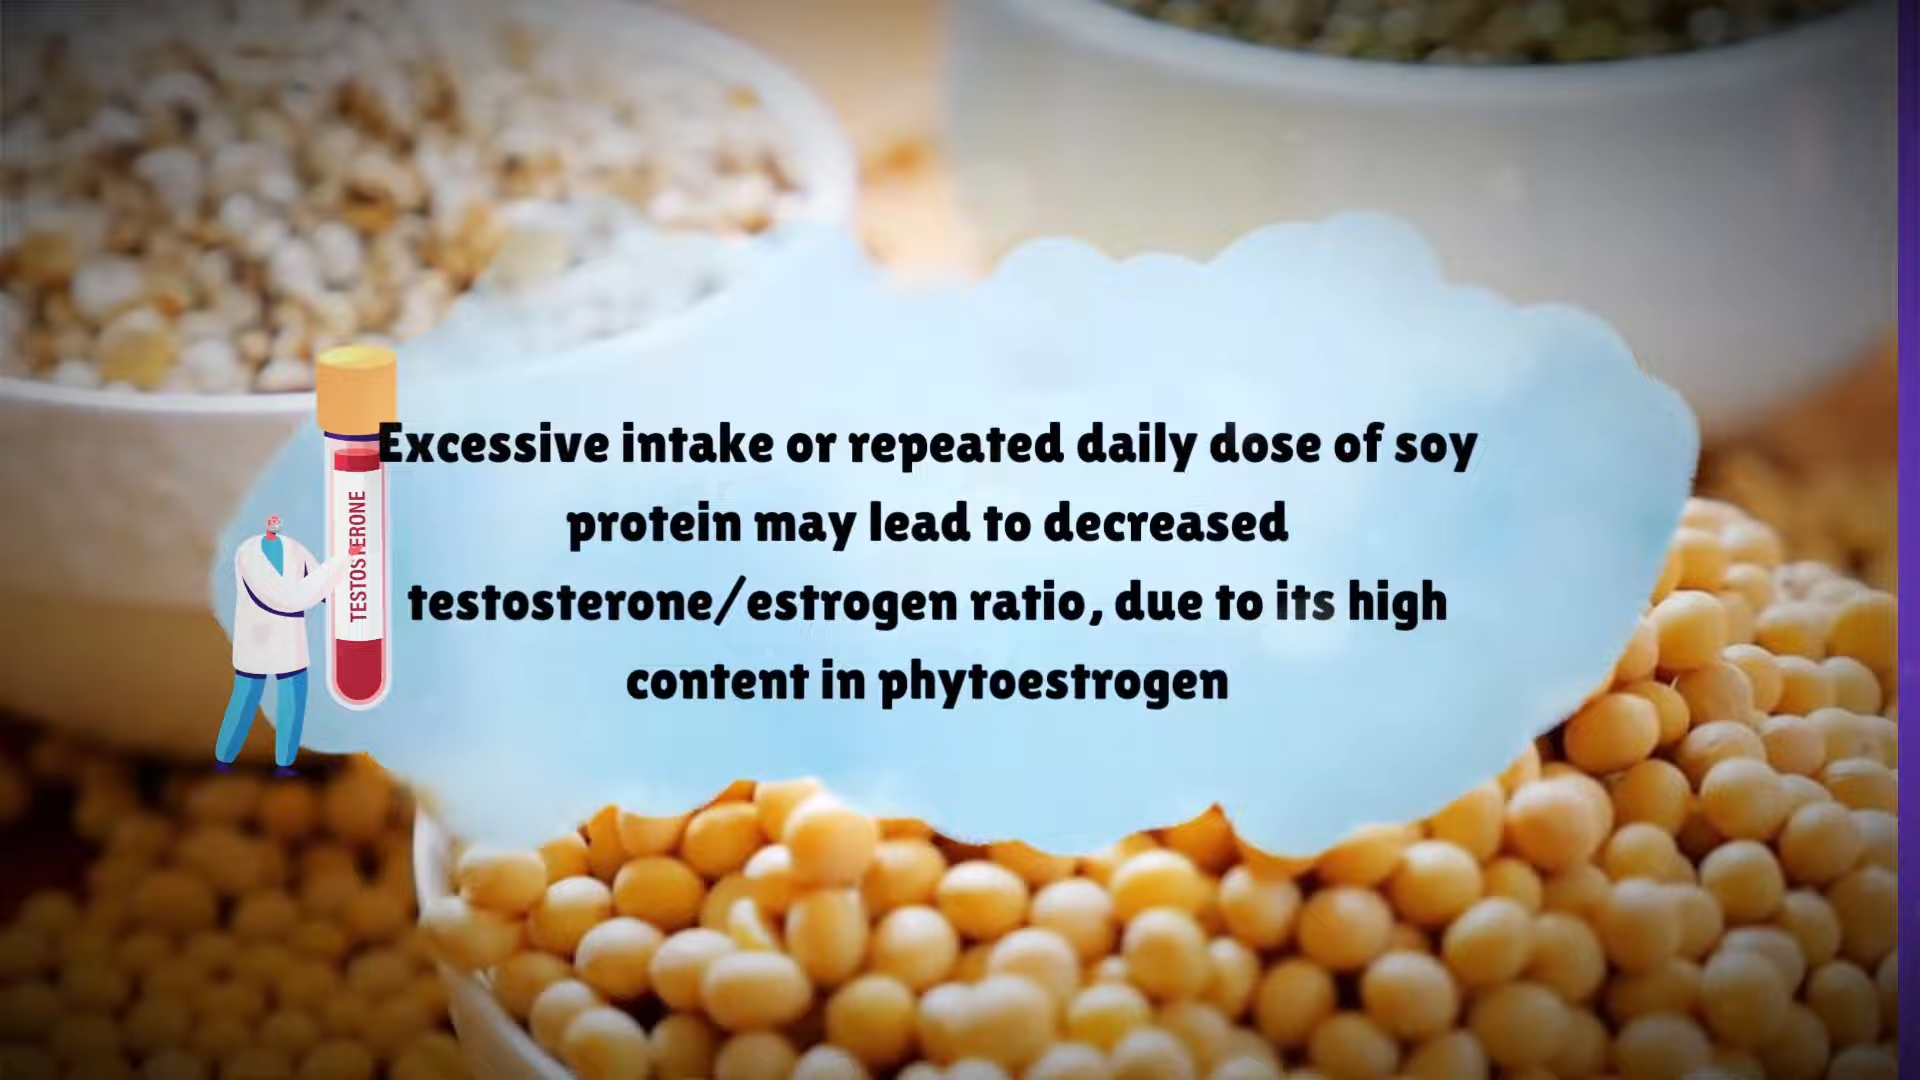 TESTOSTERONE
Excessive intake or repeated daily dose of soy
protein may lead to decreased
testosterone/estrogen ratio, due to its high
content in phytoestrogen